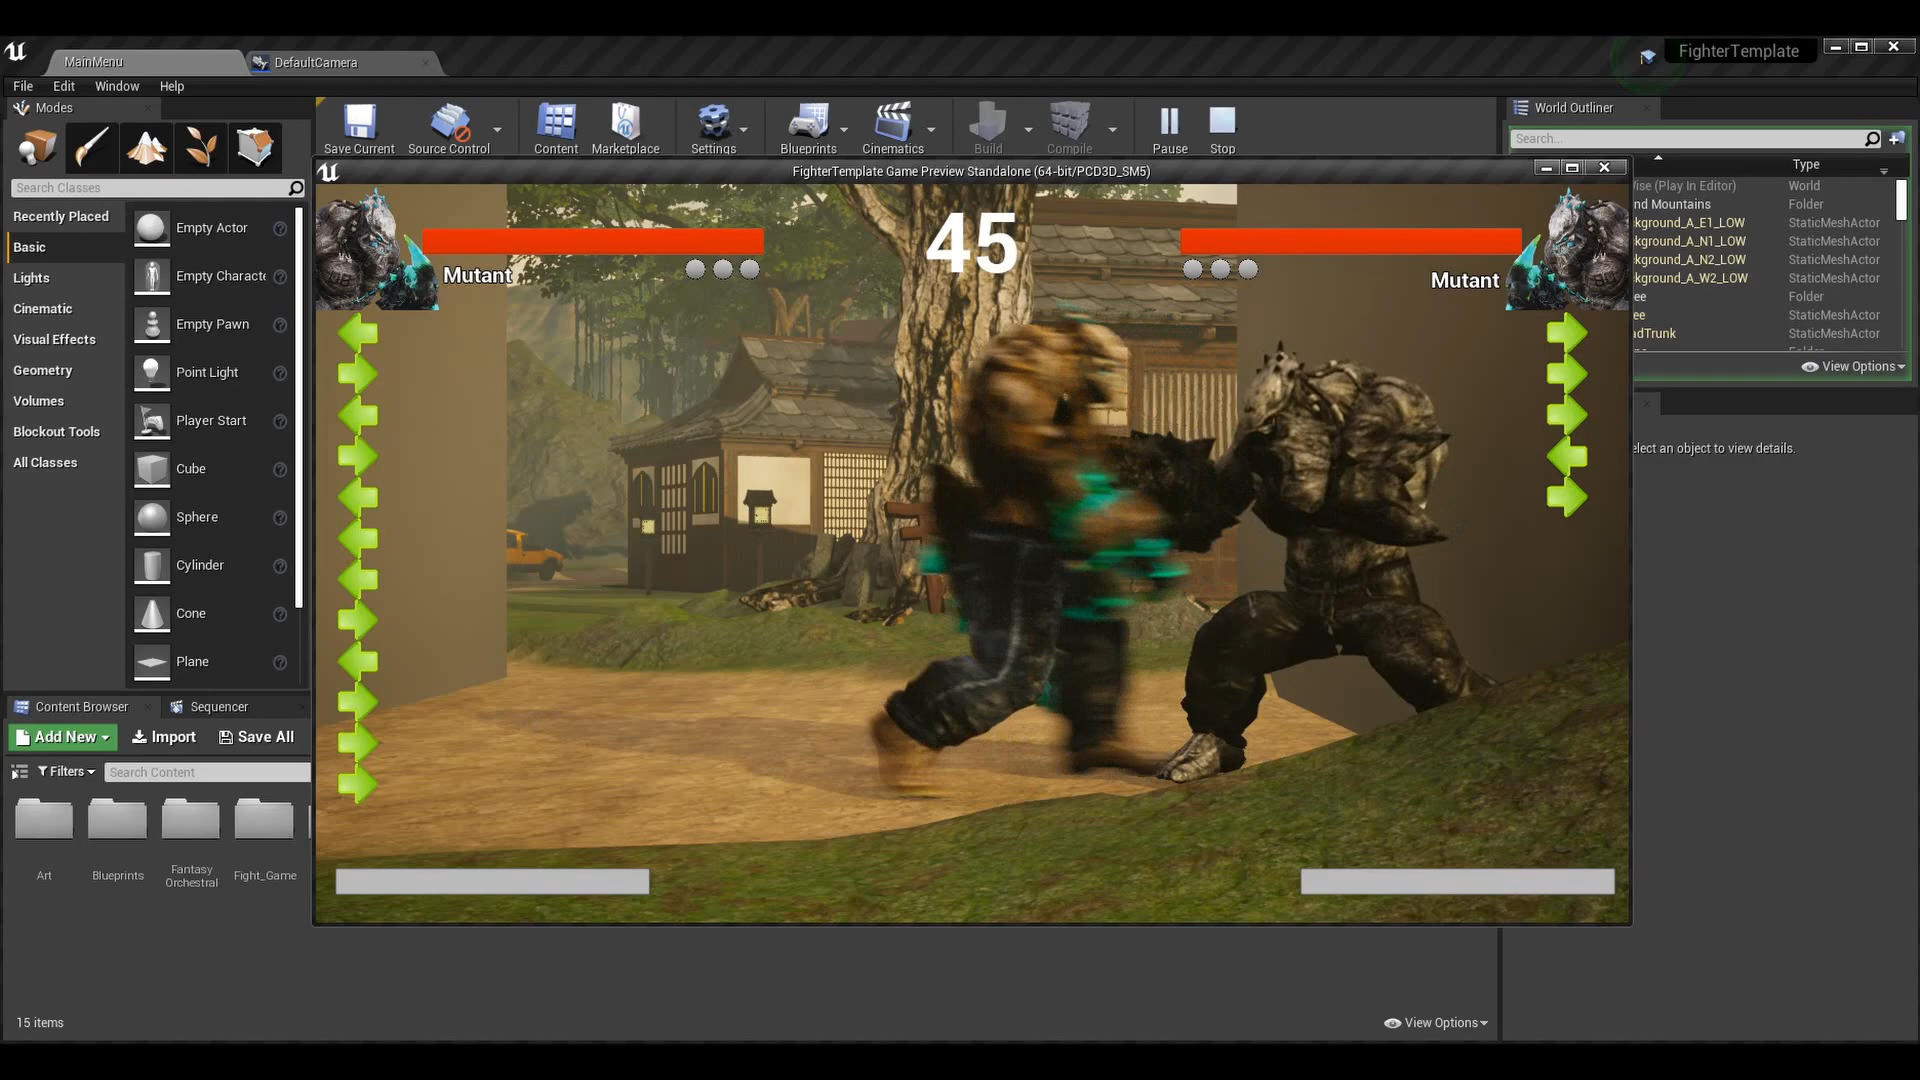 MainMenu
DefaultCamera
FighterTemplate
File Edit Window Help
Modes
Save Current
Source Control
Content
Marketplace
Settings
Blueprints
Cinematics
Build
Compile
Pause
Stop
World Outliner
Search...
Type
Search Classes
FighterTemplate Game Preview Standalone (64-bit/PCD3D_SM5)
(Play In Editor) World
nd Mountains Folder
kground_A_E1_LOW StaticMeshActor
kground_A_N1_LOW StaticMeshActor
kground_A_N2_LOW StaticMeshActor
kground_A_W2_LOW StaticMeshActor
ee Folder
ee StaticMeshActor
adTrunk StaticMeshActor
View Options
Recently Placed
Basic
Lights
Cinematic
Visual Effects
Geometry
Volumes
Blockout Tools
All Classes
Empty Actor
Empty Characte
Empty Pawn
Point Light
Player Start
Cube
Sphere
Cylinder
Cone
Plane
45
Mutant
Mutant
elect an object to view details.
Content Browser
Sequencer
Add New
Import
Save All
Filters
Search Content
Art
Blueprints
Fantasy
Orchestral
Fight_Game
15 items
View Options